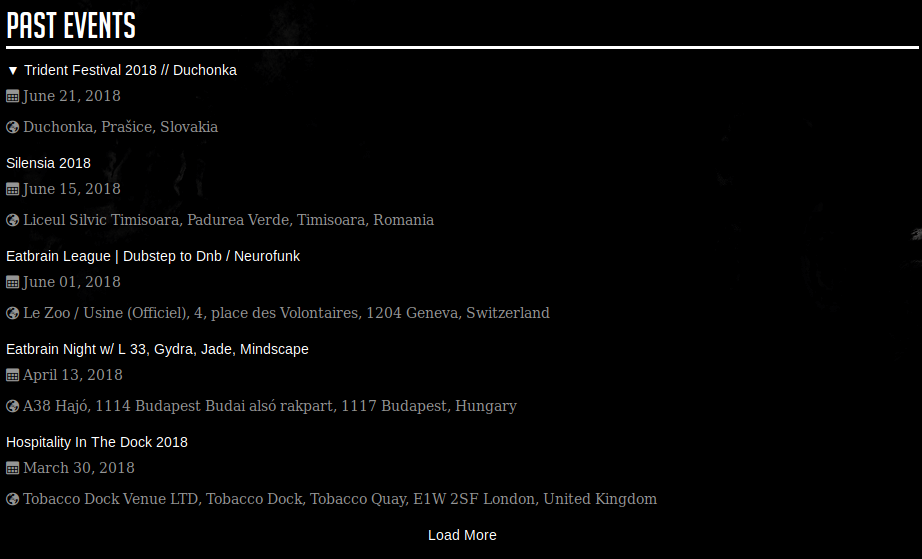 PAST EVENTS
▼ Trident Festival 2018 // Duchonka
June 21, 2018
Duchonka, Prašice, Slovakia
Silensia 2018
June 15, 2018
Liceul Silvic Timisoara, Padurea Verde, Timisoara, Romania
Eatbrain League | Dubstep to Dnb / Neurofunk
June 01, 2018
Le Zoo / Usine (Officiel), 4, place des Volontaires, 1204 Geneva, Switzerland
Eatbrain Night w/ L 33, Gydra, Jade, Mindscape
April 13, 2018
A38 Hajó, 1114 Budapest Budai alsó rakpart, 1117 Budapest, Hungary
Hospitality In The Dock 2018
March 30, 2018
Tobacco Dock Venue LTD, Tobacco Dock, Tobacco Quay, E1W 2SF London, United Kingdom
Load More